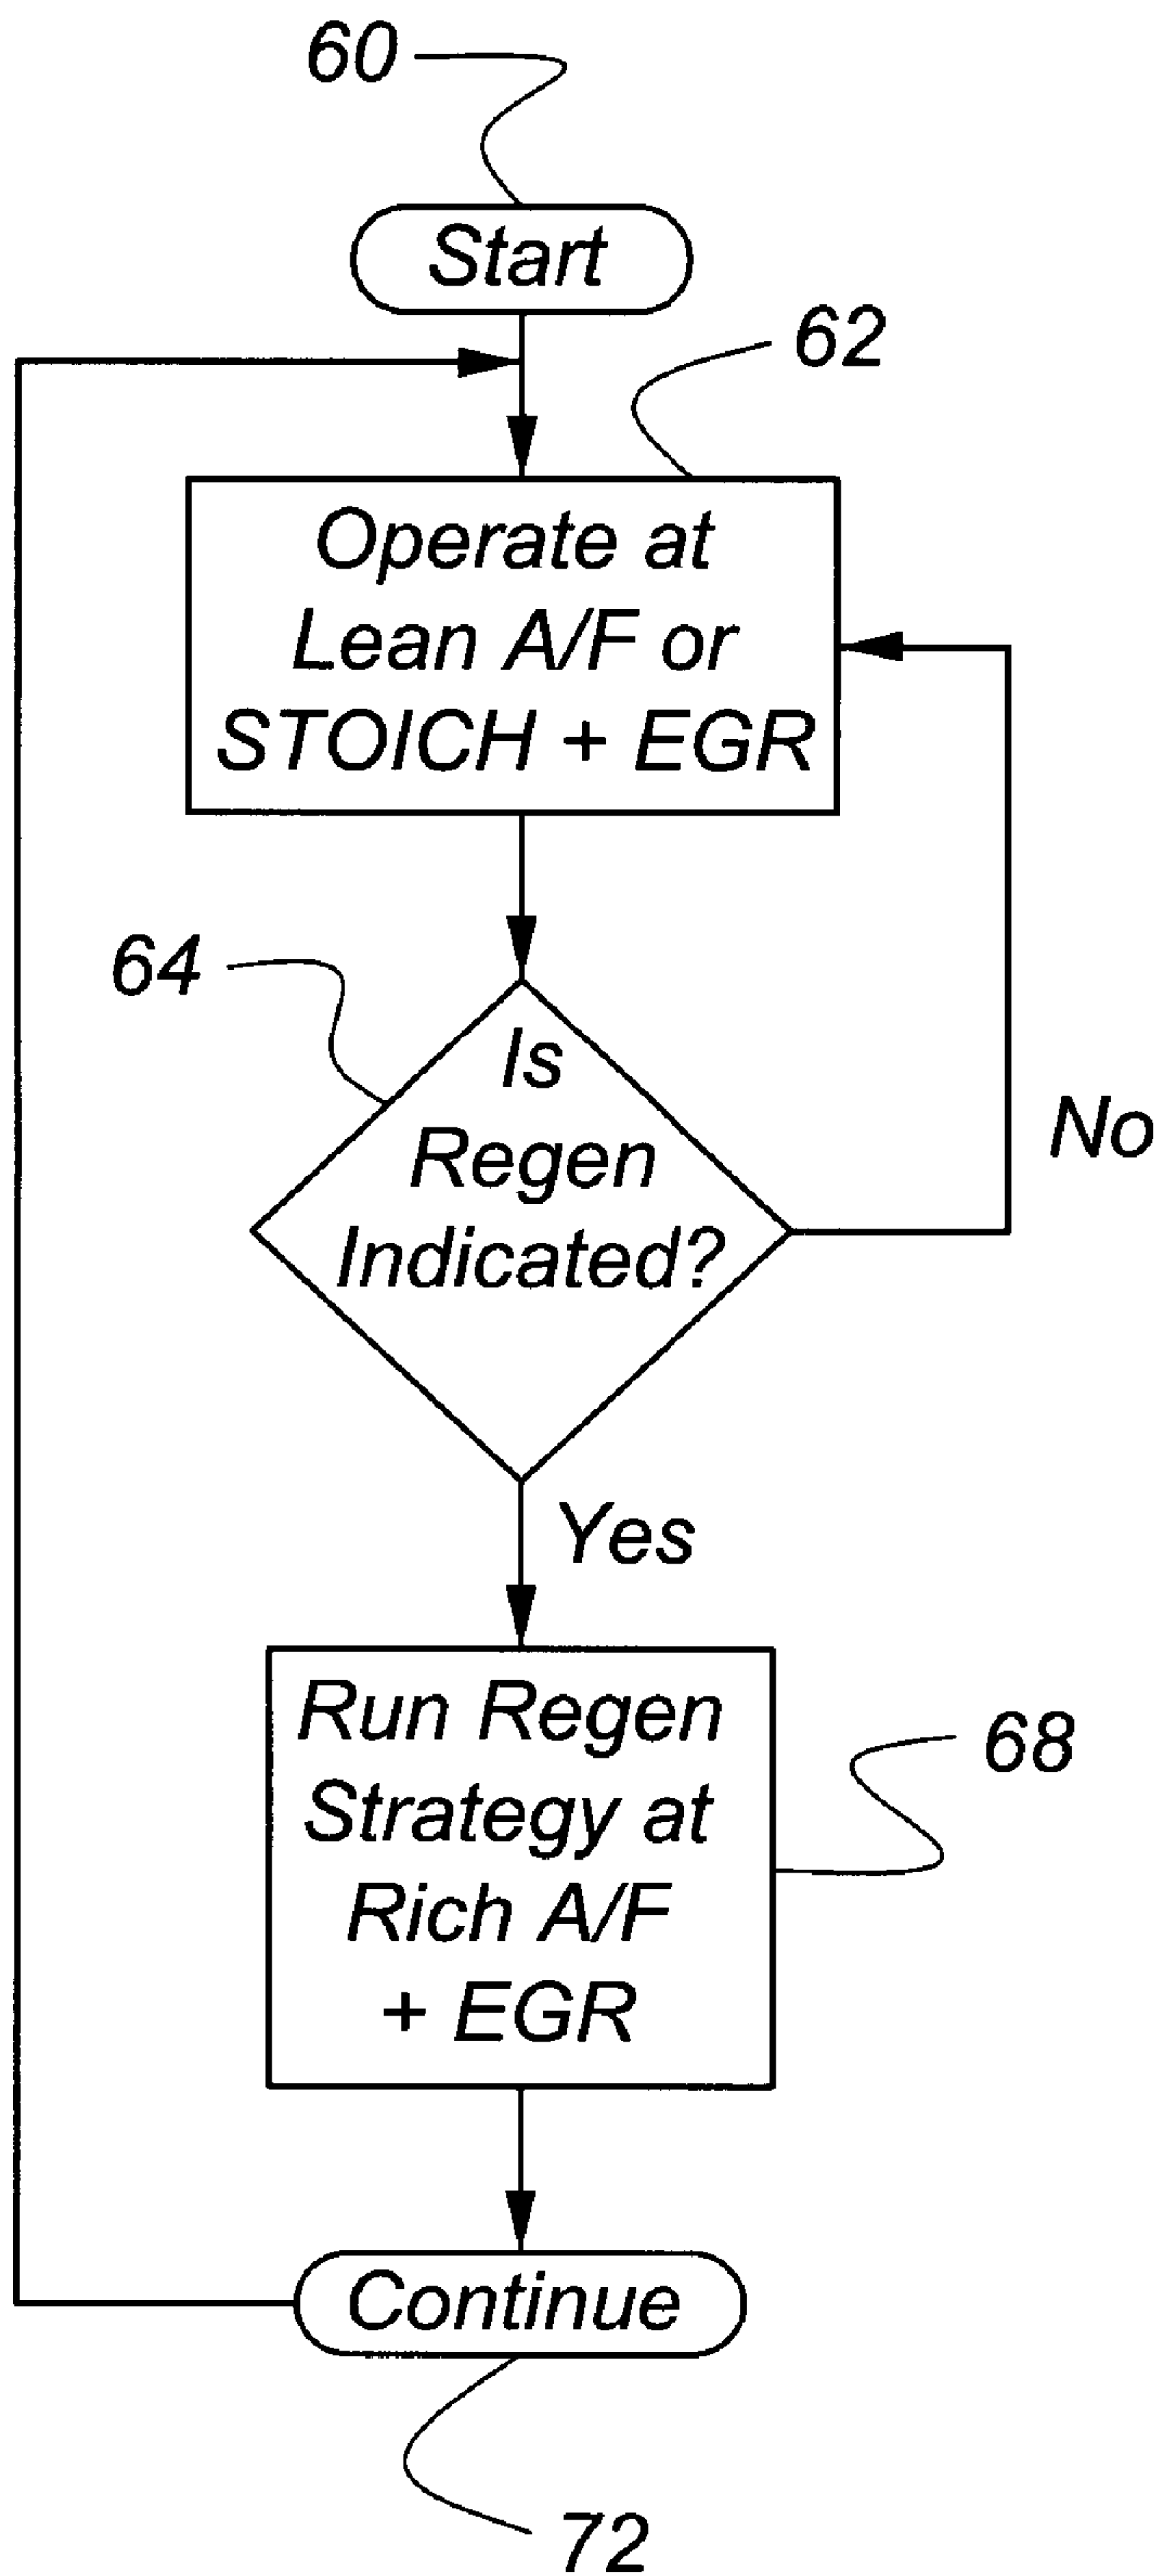 60
Start
62
Operate at
Lean A/F or
STOICH + EGR
64
Is
Regen
Indicated?
No
Yes
Run Regen
Strategy at
Rich A/F
+ EGR
68
Continue
72